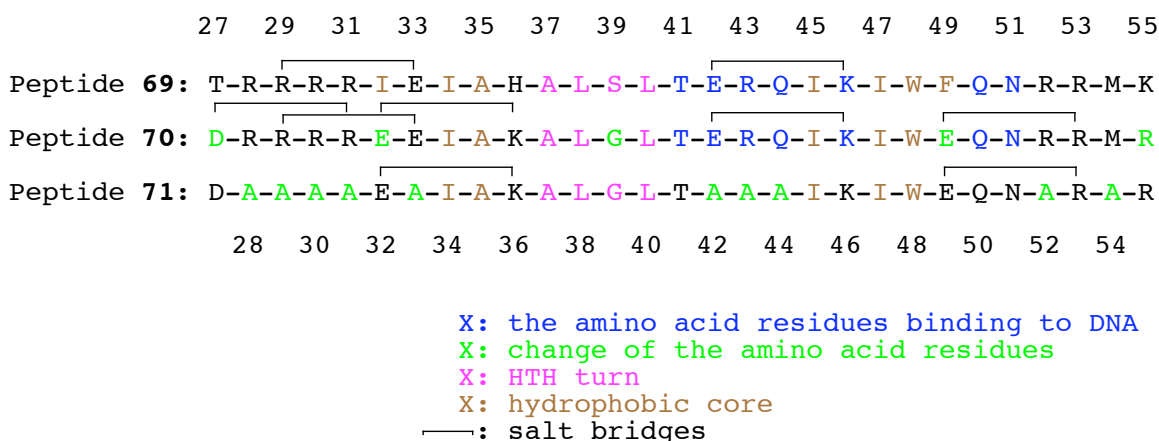 27 29 31 33 35 37 39 41 43 45 47 49 51 53 55
Peptide 69: T-R-R-R-R-I-E-I-A-H-A-L-S-L-T-E-R-Q-I-K-I-W-F-Q-N-R-R-M-K
Peptide 70: D-R-R-R-R-E-E-I-A-K-A-L-G-L-T-E-R-Q-I-K-I-W-E-Q-N-R-R-M-R
Peptide 71: D-A-A-A-A-E-A-I-A-K-A-L-G-L-T-A-A-A-I-K-I-W-E-Q-N-A-R-A-R
28 30 32 34 36 38 40 42 44 46 48 50 52 54
X: the amino acid residues binding to DNA
X: change of the amino acid residues
X: HTH turn
X: hydrophobic core
: salt bridges